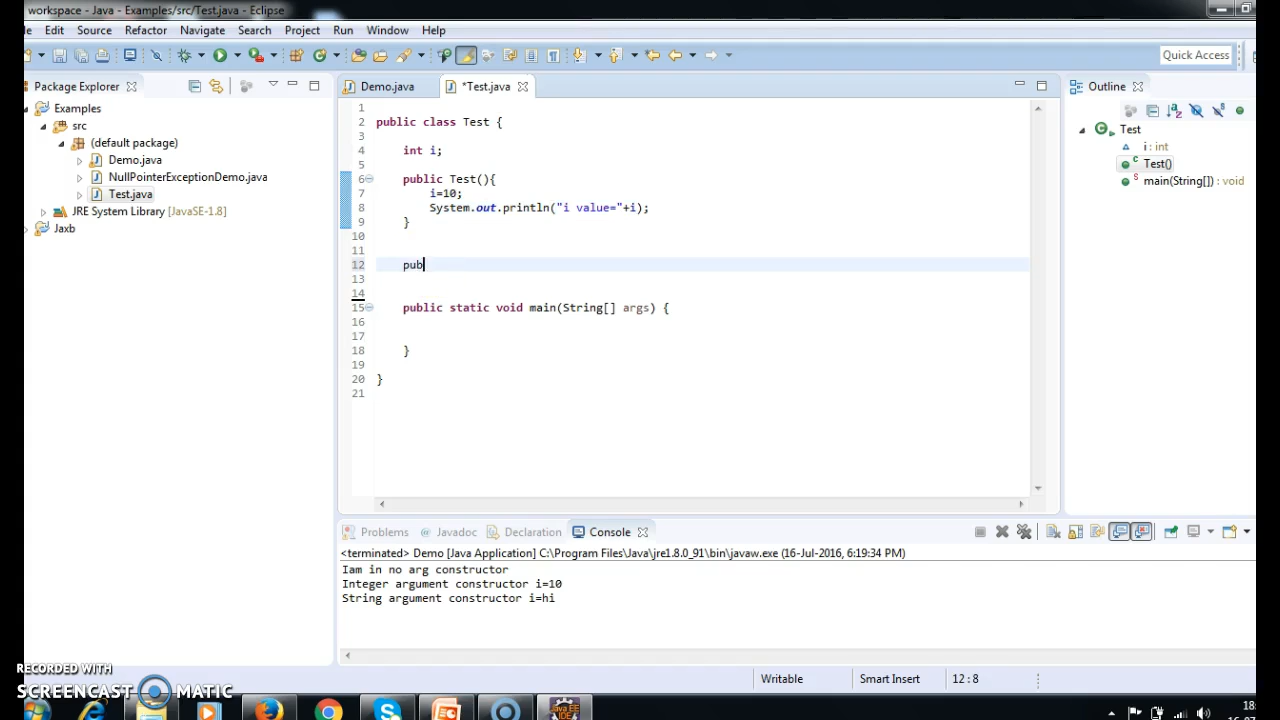 workspace - Java - Examples/src/Test.java - Eclipse
Edit Source Refactor Navigate Search Project Run Window Help
Quick Access
Package Explorer
Demo.java
*Test.java
Outline
Examples
src
(default package)
Demo.java
NullPointerExceptionDemo.java
Test.java
JRE System Library [JavaSE-1.8]
Jaxb
1
2 public class Test {
3
4 int i;
5
6 public Test(){
7 i=10;
8 System.out.println("i value="+i);
9 }
10
11
12 pub
13
14
15 public static void main(String[] args) {
16
17
18 }
19
20 }
21
Test
i : int
Test()
main(String[]) : void
Problems @ Javadoc Declaration Console
<terminated> Demo [Java Application] C:\Program Files\Java\jre1.8.0_91\bin\javaw.exe (16-Jul-2016, 6:19:34 PM)
Iam in no arg constructor
Integer argument constructor i=10
String argument constructor i=hi
Writable
Smart Insert
12 : 8
RECORDED WITH
SCREENCAST MATIC
Java EE
IDE